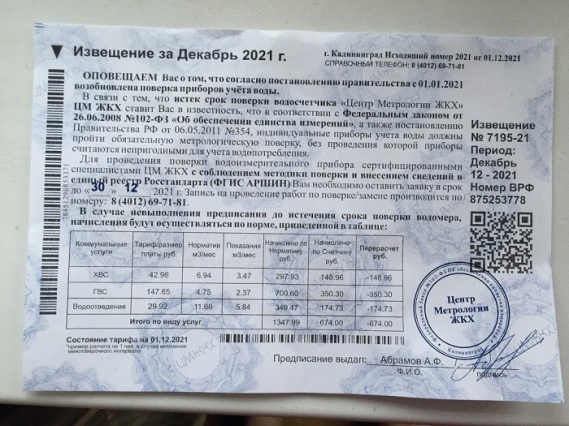 Извещение за Декабрь 2021 г.
г. Калининград Исходящий номер 2021 от 01.12.2021
СПРАВОЧНЫЙ ТЕЛЕФОН: 8 (4012) 69-71-81
ОПОВЕЩАЕМ Вас о том, что согласно постановлению правительства с 01.01.2021
возобновлена поверка приборов учёта воды.
В связи с тем, что истек срок поверки водосчетчика «Центр Метрологии ЖКХ»
ЦМ ЖКХ ставит Вас в известность, что в соответствии с Федеральным законом от
26.06.2008 №102-ФЗ «Об обеспечении единства измерений», а также постановлению
Правительства РФ от 06.05.2011 №354, индивидуальные приборы учета воды должны
пройти обязательную метрологическую поверку, без проведения которой приборы
считаются непригодными для учета водопотребления.
Для проведения поверки водоизмерительного прибора сертифицированными
специалистами ЦМ ЖКХ с соблюдением методики поверки и внесением сведений в
единый реестр Росстандарта (ФГИС АРШИН) Вам необходимо оставить заявку в срок
до «30» 12 2021 г. Запись на проведение работ по поверке/замене производится по
номеру: 8 (4012) 69-71-81.
В случае невыполнения предписания до истечения срока поверки водомера,
начисления будут осуществляться по норме, приведенной в таблице:
Извещение
№ 7195-21
Период:
Декабрь
12 - 2021
Номер ВРФ
875253778
Коммунальные услуги Тариф/размер платы руб. Норматив м3/мес Показания м3/мес Начислено по Нормативу руб Начислено по Счетчику руб. Перерасчет руб
ХВС 42.96 6.94 3.47 297.93 148.96 -148.96
ГВС 147.65 4.75 2.37 700.60 350.30 -350.30
Водоотведение 29.92 11.68 5.84 349.47 174.73 -174.73
Итого по виду услуг 1347.99 674.00 -674.00
Состояние тарифа на 01.12.2021
*пример расчета на 1 чел. в случае истечения
межповерочного интервала
Предписание выдал: Абрамов А.Ф.
Ф.И.О.
Центр
Метрологии
ЖКХ